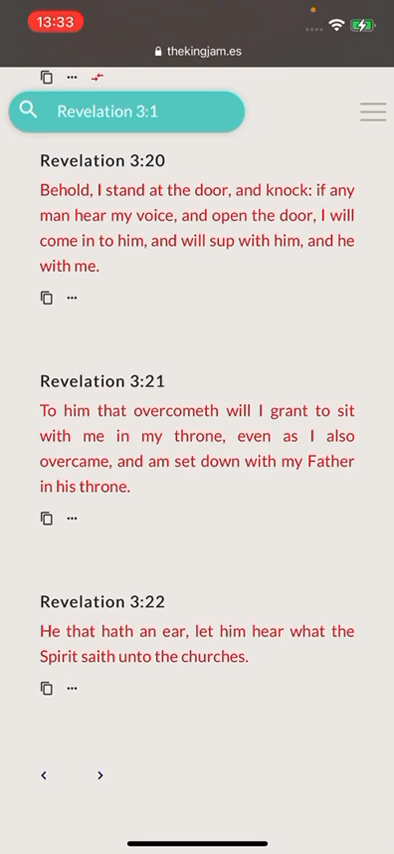 13:33
thekingjam.es
Revelation 3:1
Revelation 3:20
Behold, I stand at the door, and knock: if any
man hear my voice, and open the door, I will
come in to him, and will sup with him, and he
with me.
Revelation 3:21
To him that overcometh will I grant to sit
with me in my throne, even as I also
overcame, and am set down with my Father
in his throne.
Revelation 3:22
He that hath an ear, let him hear what the
Spirit saith unto the churches.